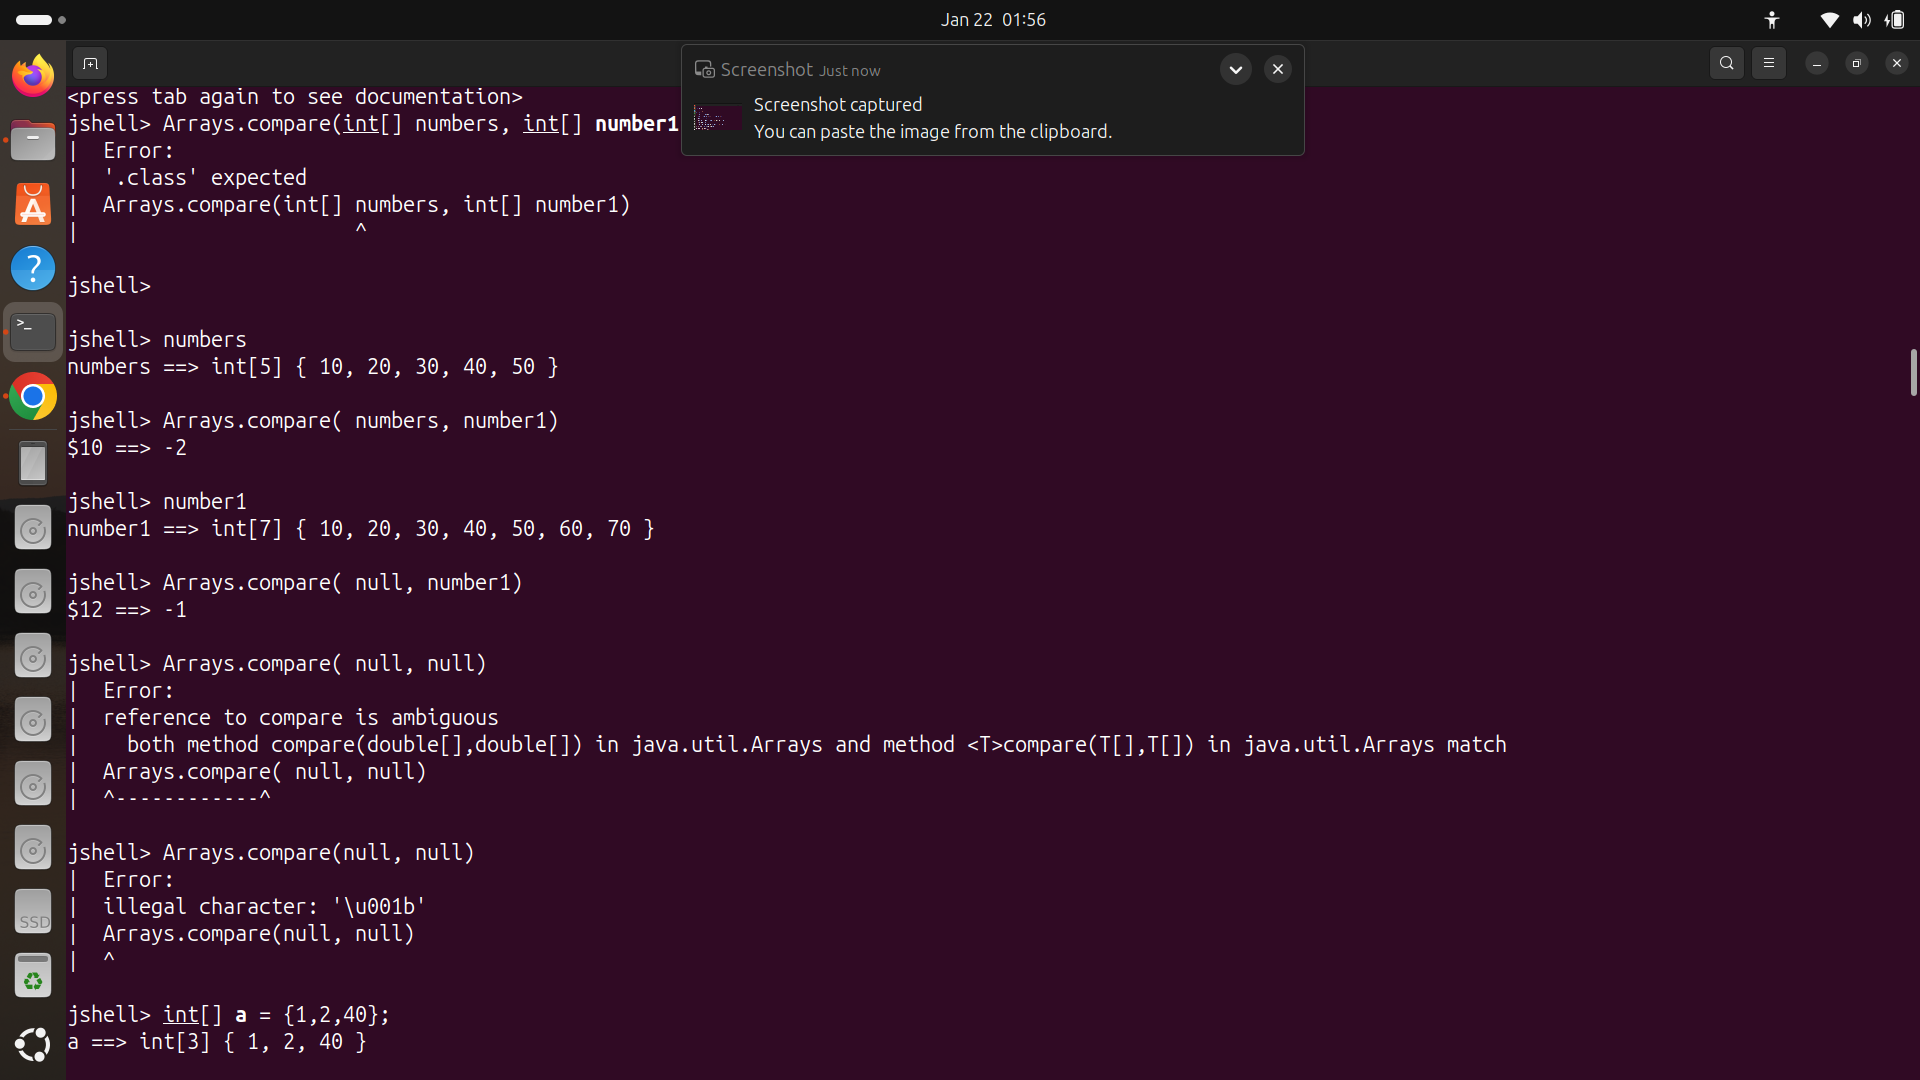 Jan 22 01:56
Screenshot Just now
Screenshot captured
You can paste the image from the clipboard.
<press tab again to see documentation>
jshell> Arrays.compare(int[] numbers, int[] number1
|  Error:
|  '.class' expected
|  Arrays.compare(int[] numbers, int[] number1)
|                       ^
jshell>
jshell> numbers
numbers ==> int[5] { 10, 20, 30, 40, 50 }
jshell> Arrays.compare( numbers, number1)
$10 ==> -2
jshell> number1
number1 ==> int[7] { 10, 20, 30, 40, 50, 60, 70 }
jshell> Arrays.compare( null, number1)
$12 ==> -1
jshell> Arrays.compare( null, null)
|  Error:
|  reference to compare is ambiguous
|    both method compare(double[],double[]) in java.util.Arrays and method <T>compare(T[],T[]) in java.util.Arrays match
|  Arrays.compare( null, null)
|  ^------------^
jshell> Arrays.compare(null, null)
|  Error:
|  illegal character: '\u001b'
|  Arrays.compare(null, null)
|  ^
jshell> int[] a = {1,2,40};
a ==> int[3] { 1, 2, 40 }
>_
SSD